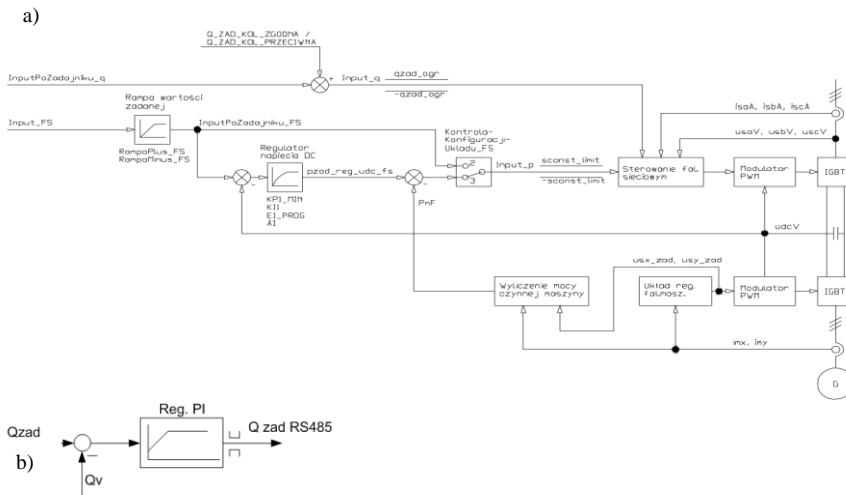 a)
Q_ZAD_KOL_ZGODNA /
Q_ZAD_KOL_PRZECIWNA
InputPoZadajniku_q
+
Input_q
qzad_ogr
-qzad_ogr
Rampa wartości
zadanej
Input_FS
InputPoZadajniku_FS
RampaPlus_FS
RampaMinus_FS
Regulator
napięcia DC
pzad_reg_udc_fs
KP1_MIN
KI1
E1_PROG
A1
-
-
PnF
Kontrola-
Konfiguracji-
Układu_FS
2
3
Input_p
sconst_limit
-sconst_limit
isaA, isbA, iscA
usaV, usbV, uscV
Sterowanie fal.
sieciowym
Modulator
PWM
IGBT
udcV
usx_zad, usy_zad
Wyliczenie mocy
czynnej maszyny
Układ reg.
fal.masz.
Modulator
PWM
IGBT
imx, imy
G
Reg. PI
Qzad
Q zad RS485
b)
Qv